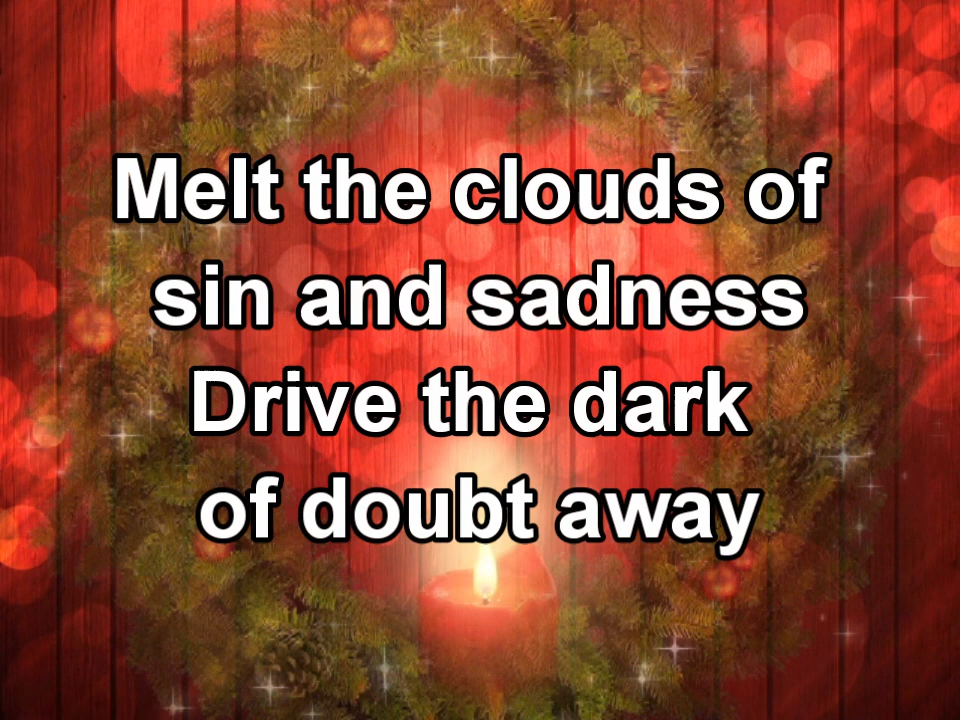 Melt the clouds of
sin and sadness
Drive the dark
of doubt away